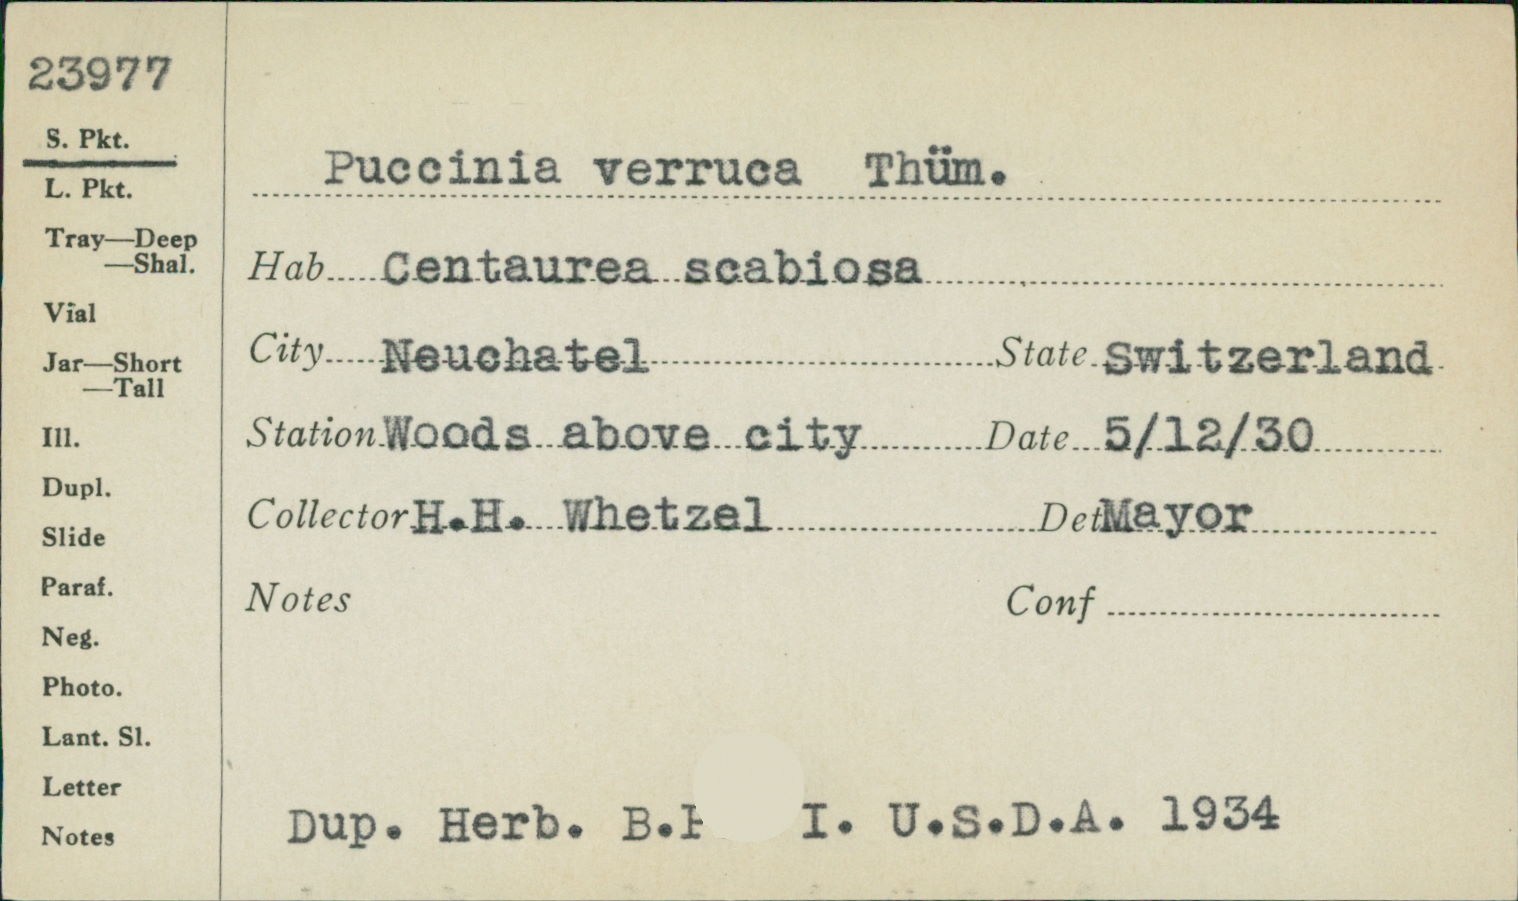 23977
S. Pkt.
L. Pkt.
Tray—Deep
—Shal.
Vial
Jar—Short
—Tall
Ill.
Dupl.
Slide
Paraf.
Neg.
Photo.
Lant. Sl.
Letter
Notes
Puccinia verruca Thüm.
Hab Centaurea scabiosa
City Neuchatel State Switzerland
Station Woods above city Date 5/12/30
Collector H.H. Whetzel Det Mayor
Notes Conf
Dup. Herb. I. U.S.D.A. 1934